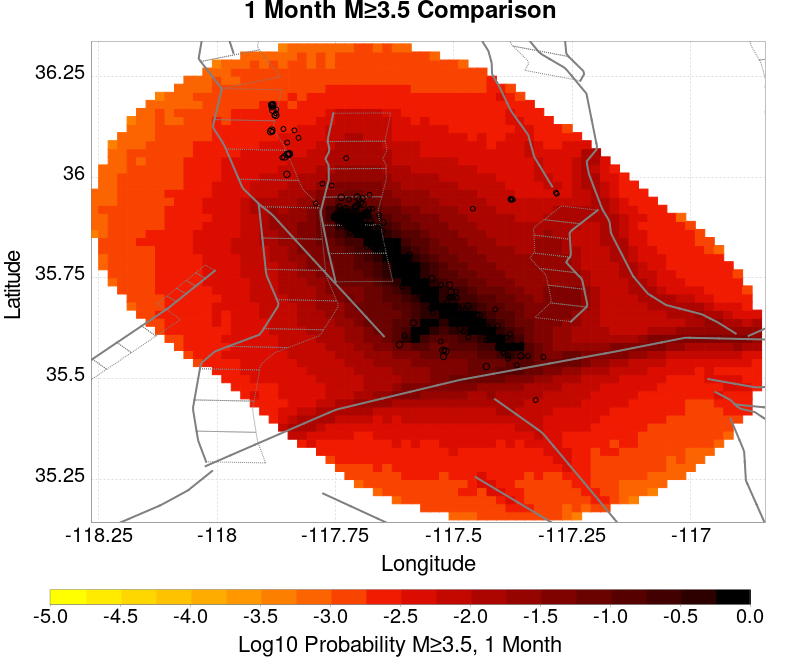 1 Month M≥3.5 Comparison
36.25
36
35.75
35.5
35.25
Latitude
-118.25 -118 -117.75 -117.5 -117.25 -117
Longitude
-5.0 -4.5 -4.0 -3.5 -3.0 -2.5 -2.0 -1.5 -1.0 -0.5 0.0
Log10 Probability M≥3.5, 1 Month